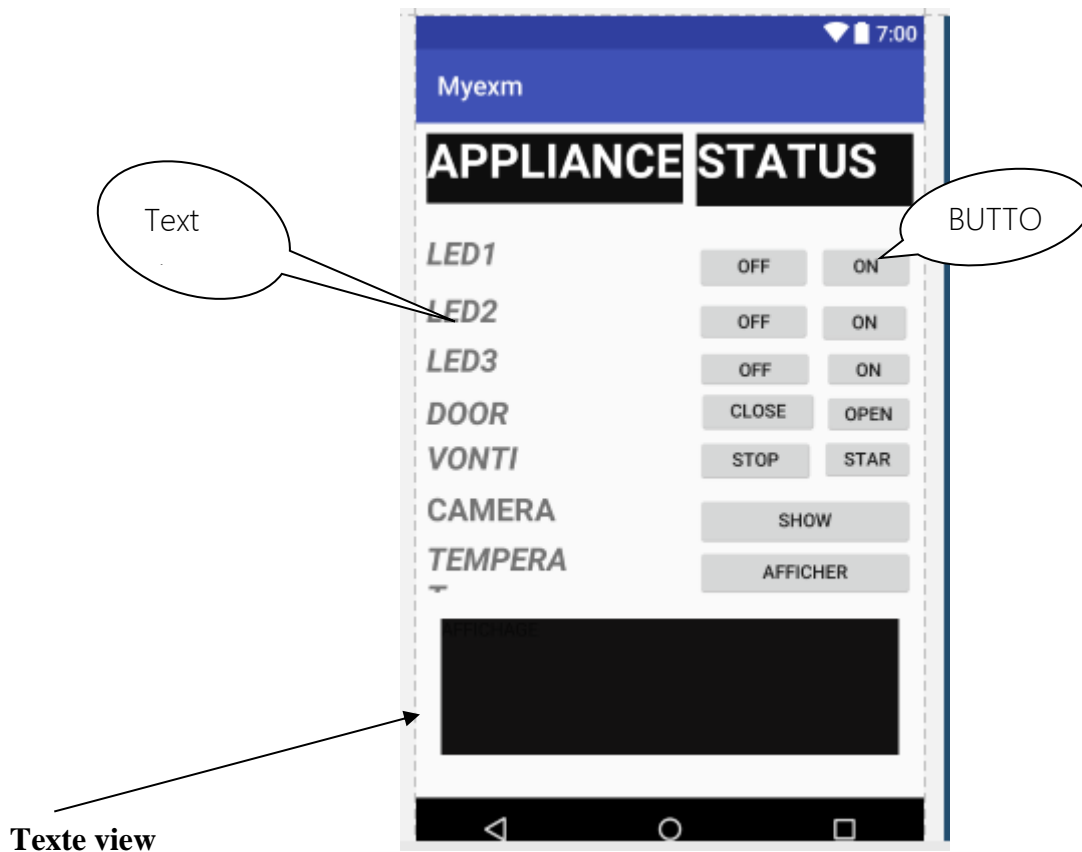 7:00
Myexm
APPLIANCE STATUS
Text
BUTTO
LED1 OFF ON
LED2 OFF ON
LED3 OFF ON
DOOR CLOSE OPEN
VONTI STOP STAR
CAMERA SHOW
TEMPERA AFFICHER
AFFICHAGE
Texte view